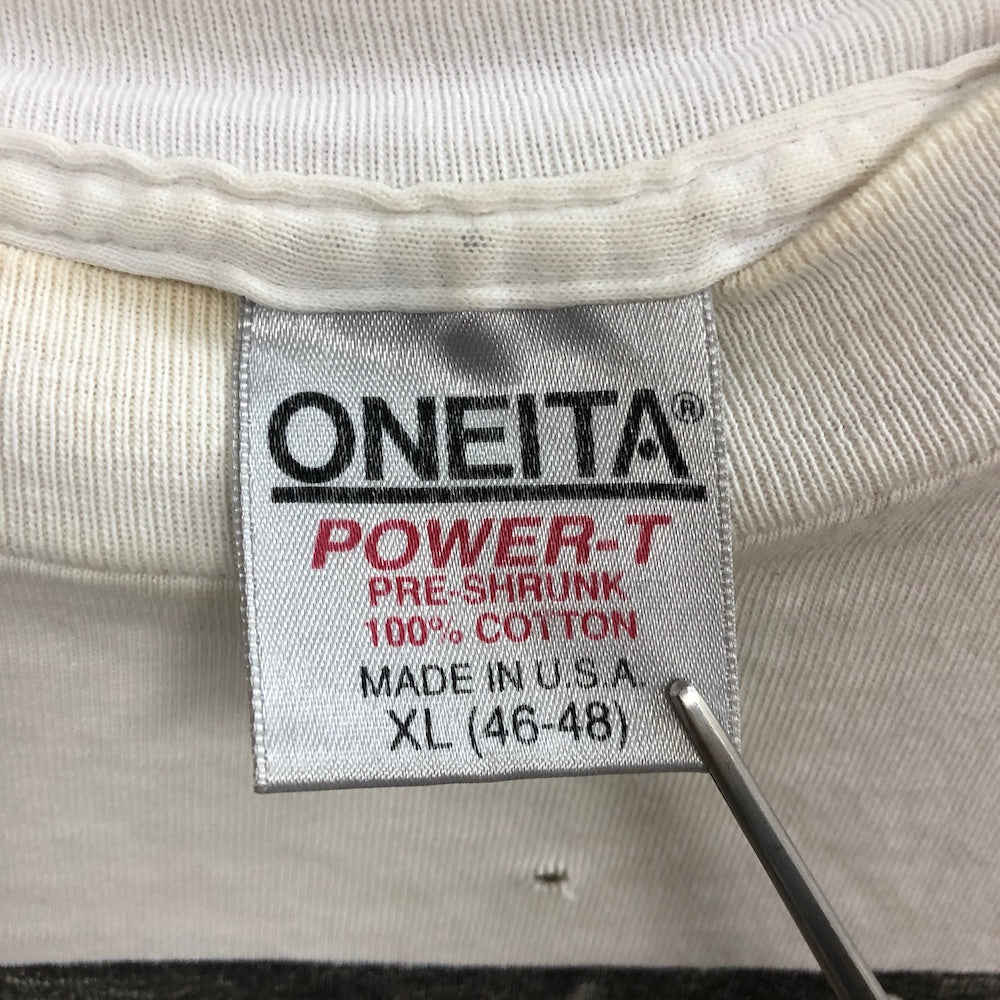 ONEITA®
POWER-T
PRE-SHRUNK
100% COTTON
MADE IN U.S.A.
XL (46-48)